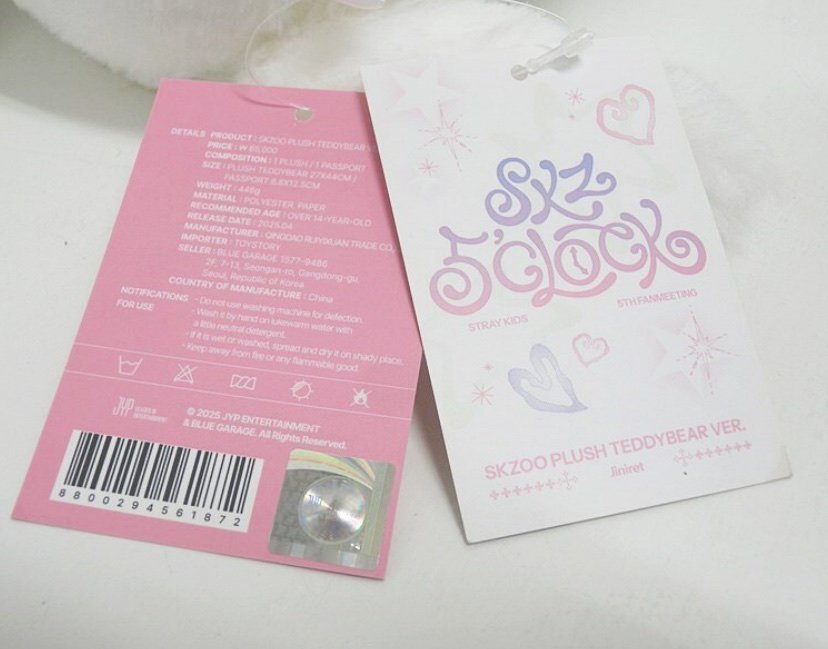 DETAILS PRODUCT : SKZOO PLUSH TEDDYBEAR V
PRICE : ₩ 65,000
COMPOSITION : 1 PLUSH / 1 PASSPORT
SIZE : PLUSH TEDDYBEAR 27X44CM /
PASSPORT 8.8X12.5CM
WEIGHT : 446g
MATERIAL : POLYESTER, PAPER
RECOMMENDED AGE : OVER 14-YEAR-OLD
RELEASE DATE : 2025.04
MANUFACTURER : QINGDAO RUIYIXUAN TRADE CO.,
IMPORTER : TOYSTORY
SELLER : BLUE GARAGE 1577-9486
2F, 7-13, Seongan-ro, Gangdong-gu,
Seoul, Republic of Korea
COUNTRY OF MANUFACTURE : China
NOTIFICATIONS FOR USE
- Do not use washing machine for defection.
- Wash it by hand on lukewarm water with
a little neutral detergent.
- If it is wet or washed, spread and dry it on shady place.
- Keep away from fire or any flammable good.
JYP LEADER IN ENTERTAINMENT
© 2025 JYP ENTERTAINMENT
& BLUE GARAGE. All Rights Reserved.
8800294561872
SKZ
5'CLOCK
STRAY KIDS 5TH FANMEETING
SKZOO PLUSH TEDDYBEAR VER.
Jiniret